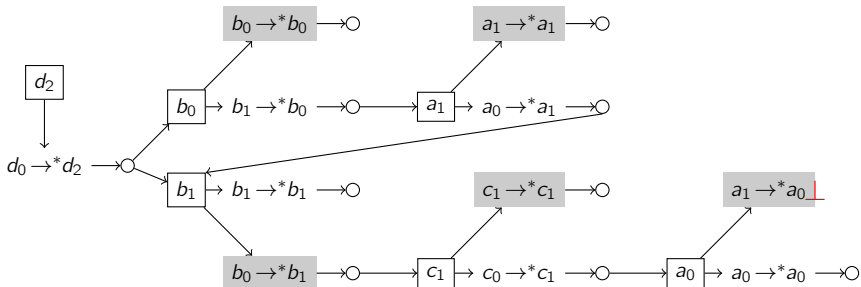 b₀ →* b₀ a₁ →* a₁
d₂
b₀ b₁ →* b₀ a₁ a₀ →* a₁
d₀ →* d₂
b₁ b₁ →* b₁ c₁ →* c₁ a₁ →* a₀ ⊥
b₀ →* b₁ c₁ c₀ →* c₁ a₀ a₀ →* a₀